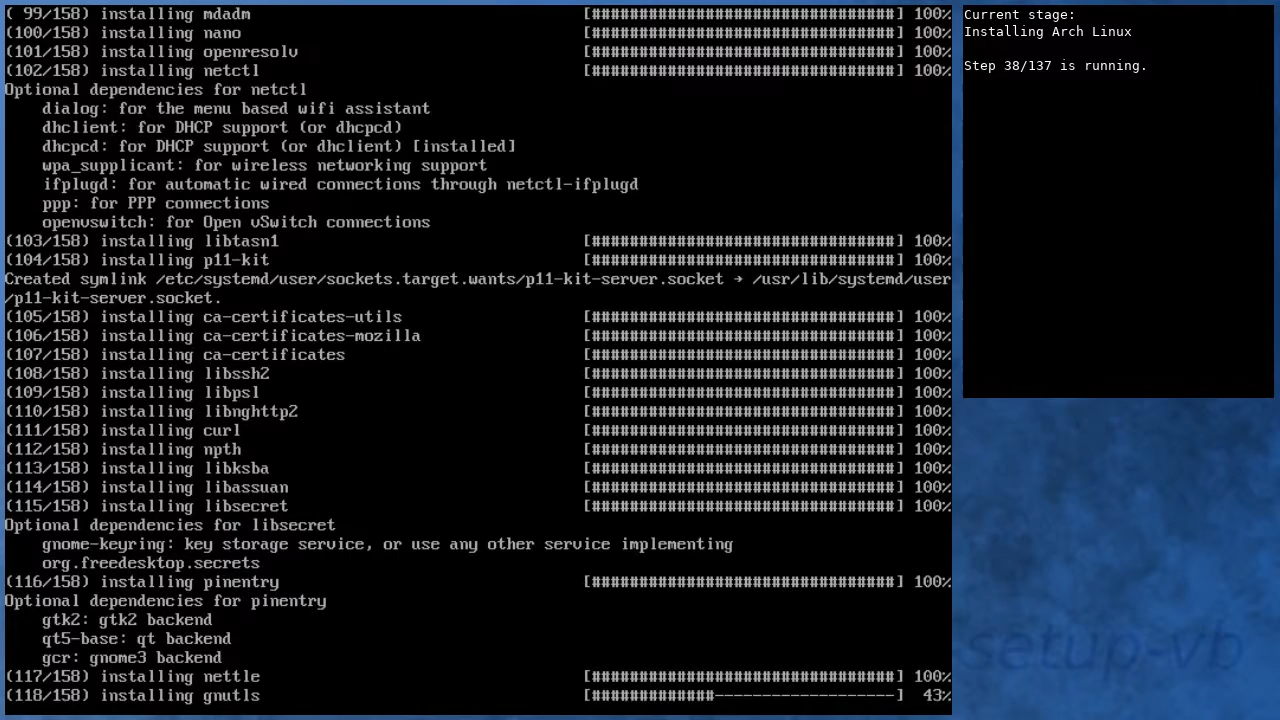 ( 99/158) installing mdadm [################################] 100%
(100/158) installing nano [################################] 100%
(101/158) installing openresolv [################################] 100%
(102/158) installing netctl [################################] 100%
Optional dependencies for netctl
dialog: for the menu based wifi assistant
dhclient: for DHCP support (or dhcpcd)
dhcpcd: for DHCP support (or dhclient) [installed]
wpa_supplicant: for wireless networking support
ifplugd: for automatic wired connections through netctl-ifplugd
ppp: for PPP connections
openvswitch: for Open vSwitch connections
(103/158) installing libtasn1 [################################] 100%
(104/158) installing p11-kit [################################] 100%
Created symlink /etc/systemd/user/sockets.target.wants/p11-kit-server.socket → /usr/lib/systemd/user
/p11-kit-server.socket.
(105/158) installing ca-certificates-utils [################################] 100%
(106/158) installing ca-certificates-mozilla [################################] 100%
(107/158) installing ca-certificates [################################] 100%
(108/158) installing libssh2 [################################] 100%
(109/158) installing libpsl [################################] 100%
(110/158) installing libnghttp2 [################################] 100%
(111/158) installing curl [################################] 100%
(112/158) installing npth [################################] 100%
(113/158) installing libksba [################################] 100%
(114/158) installing libassuan [################################] 100%
(115/158) installing libsecret [################################] 100%
Optional dependencies for libsecret
gnome-keyring: key storage service, or use any other service implementing
org.freedesktop.secrets
(116/158) installing pinentry [################################] 100%
Optional dependencies for pinentry
gtk2: gtk2 backend
qt5-base: qt backend
gcr: gnome3 backend
(117/158) installing nettle [################################] 100%
(118/158) installing gnutls [#############-------------------] 43%
Current stage:
Installing Arch Linux
Step 38/137 is running.
setup-vb